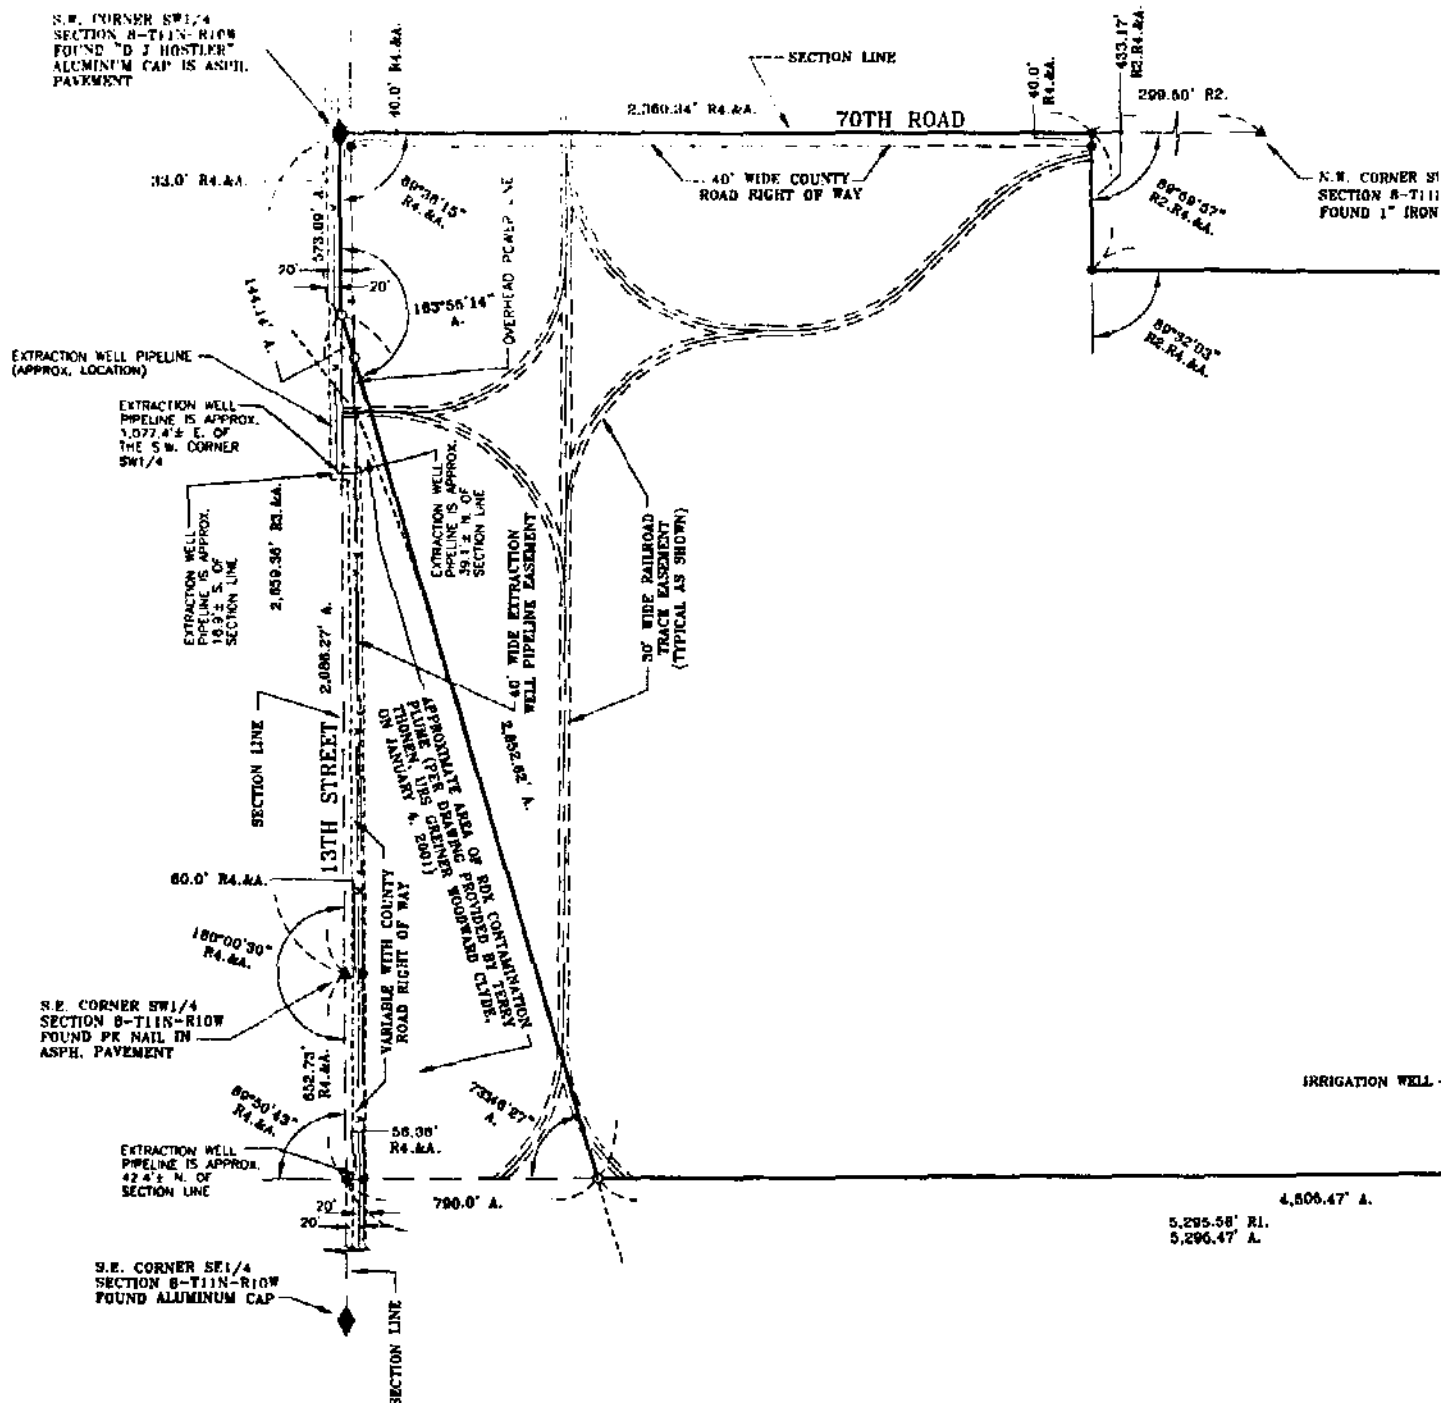 S.W. CORNER SW1/4
SECTION 8-T11N-R10W
FOUND "D J HOSTLER"
ALUMINUM CAP IS ASPH.
PAVEMENT
40.0' R4.&A.
SECTION LINE
2,360.34' R4.&A.
70TH ROAD
40.0'
R4.&A.
433.17'
R2.R4.&A.
299.60' R2.
33.0' R4.&A.
89°36'15"
R4.&A.
40' WIDE COUNTY
ROAD RIGHT OF WAY
89°59'57"
R2.R4.&A.
N.W. CORNER
SECTION 8-T11
FOUND 1" IRON
573.09' A.
20'
20'
144.14' A.
163°56'14"
A.
OVERHEAD POWER LINE
89°32'03"
R2.R4.&A.
EXTRACTION WELL PIPELINE
(APPROX. LOCATION)
EXTRACTION WELL
PIPELINE IS APPROX.
1,077.4'± E. OF
THE S.W. CORNER
SW1/4
EXTRACTION WELL
PIPELINE IS APPROX.
16.9'± S. OF
SECTION LINE
2,659.36' R3.&A.
EXTRACTION WELL
PIPELINE IS APPROX.
39.1'± N. OF
SECTION LINE
40' WIDE EXTRACTION
WELL PIPELINE EASEMENT
30' WIDE RAILROAD
TRACK EASEMENT
(TYPICAL AS SHOWN)
2,086.27' A.
SECTION LINE
13TH STREET
2,652.62' A.
APPROXIMATE AREA OF RDX CONTAMINATION
PLUME (PER DRAWING PROVIDED BY TERRY
THONEN, URS GREINER WOODWARD CLYDE,
ON JANUARY 4, 2001)
60.0' R4.&A.
180°00'30"
R4.&A.
VARIABLE WITH COUNTY
ROAD RIGHT OF WAY
S.E. CORNER SW1/4
SECTION 8-T11N-R10W
FOUND PK NAIL IN
ASPH. PAVEMENT
652.73'
R4.&A.
89°50'43"
R4.&A.
56.36'
R4.&A.
73°46'27"
A.
IRRIGATION WELL
EXTRACTION WELL
PIPELINE IS APPROX.
42.4'± N. OF
SECTION LINE
20'
20'
790.0' A.
4,506.47' A.
5,295.58' R1.
5,296.47' A.
S.E. CORNER SE1/4
SECTION 8-T11N-R10W
FOUND ALUMINUM CAP
SECTION LINE